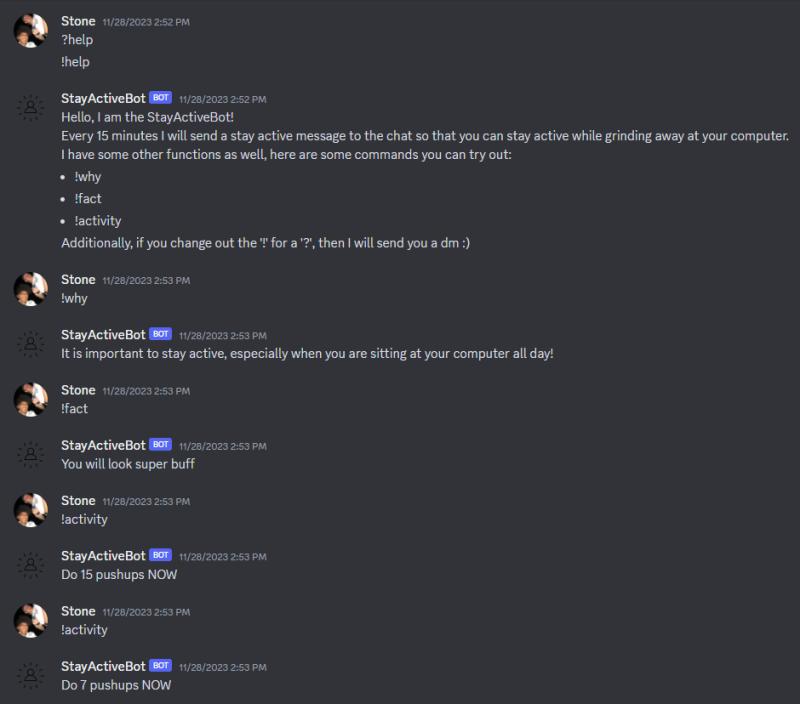 Stone 11/28/2023 2:52 PM
?help
!help
StayActiveBot BOT 11/28/2023 2:52 PM
Hello, I am the StayActiveBot!
Every 15 minutes I will send a stay active message to the chat so that you can stay active while grinding away at your computer.
I have some other functions as well, here are some commands you can try out:
• !why
• !fact
• !activity
Additionally, if you change out the '!' for a '?', then I will send you a dm :)
Stone 11/28/2023 2:53 PM
!why
StayActiveBot BOT 11/28/2023 2:53 PM
It is important to stay active, especially when you are sitting at your computer all day!
Stone 11/28/2023 2:53 PM
!fact
StayActiveBot BOT 11/28/2023 2:53 PM
You will look super buff
Stone 11/28/2023 2:53 PM
!activity
StayActiveBot BOT 11/28/2023 2:53 PM
Do 15 pushups NOW
Stone 11/28/2023 2:53 PM
!activity
StayActiveBot BOT 11/28/2023 2:53 PM
Do 7 pushups NOW